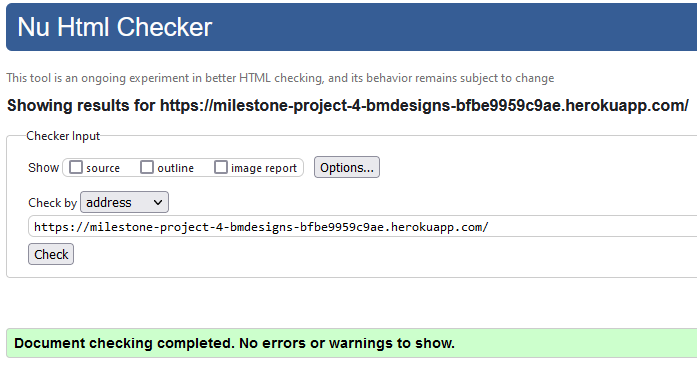 Nu Html Checker
This tool is an ongoing experiment in better HTML checking, and its behavior remains subject to change
Showing results for https://milestone-project-4-bmdesigns-bfbe9959c9ae.herokuapp.com/
Checker Input
Show source outline image report Options...
Check by address
https://milestone-project-4-bmdesigns-bfbe9959c9ae.herokuapp.com/
Check
Document checking completed. No errors or warnings to show.